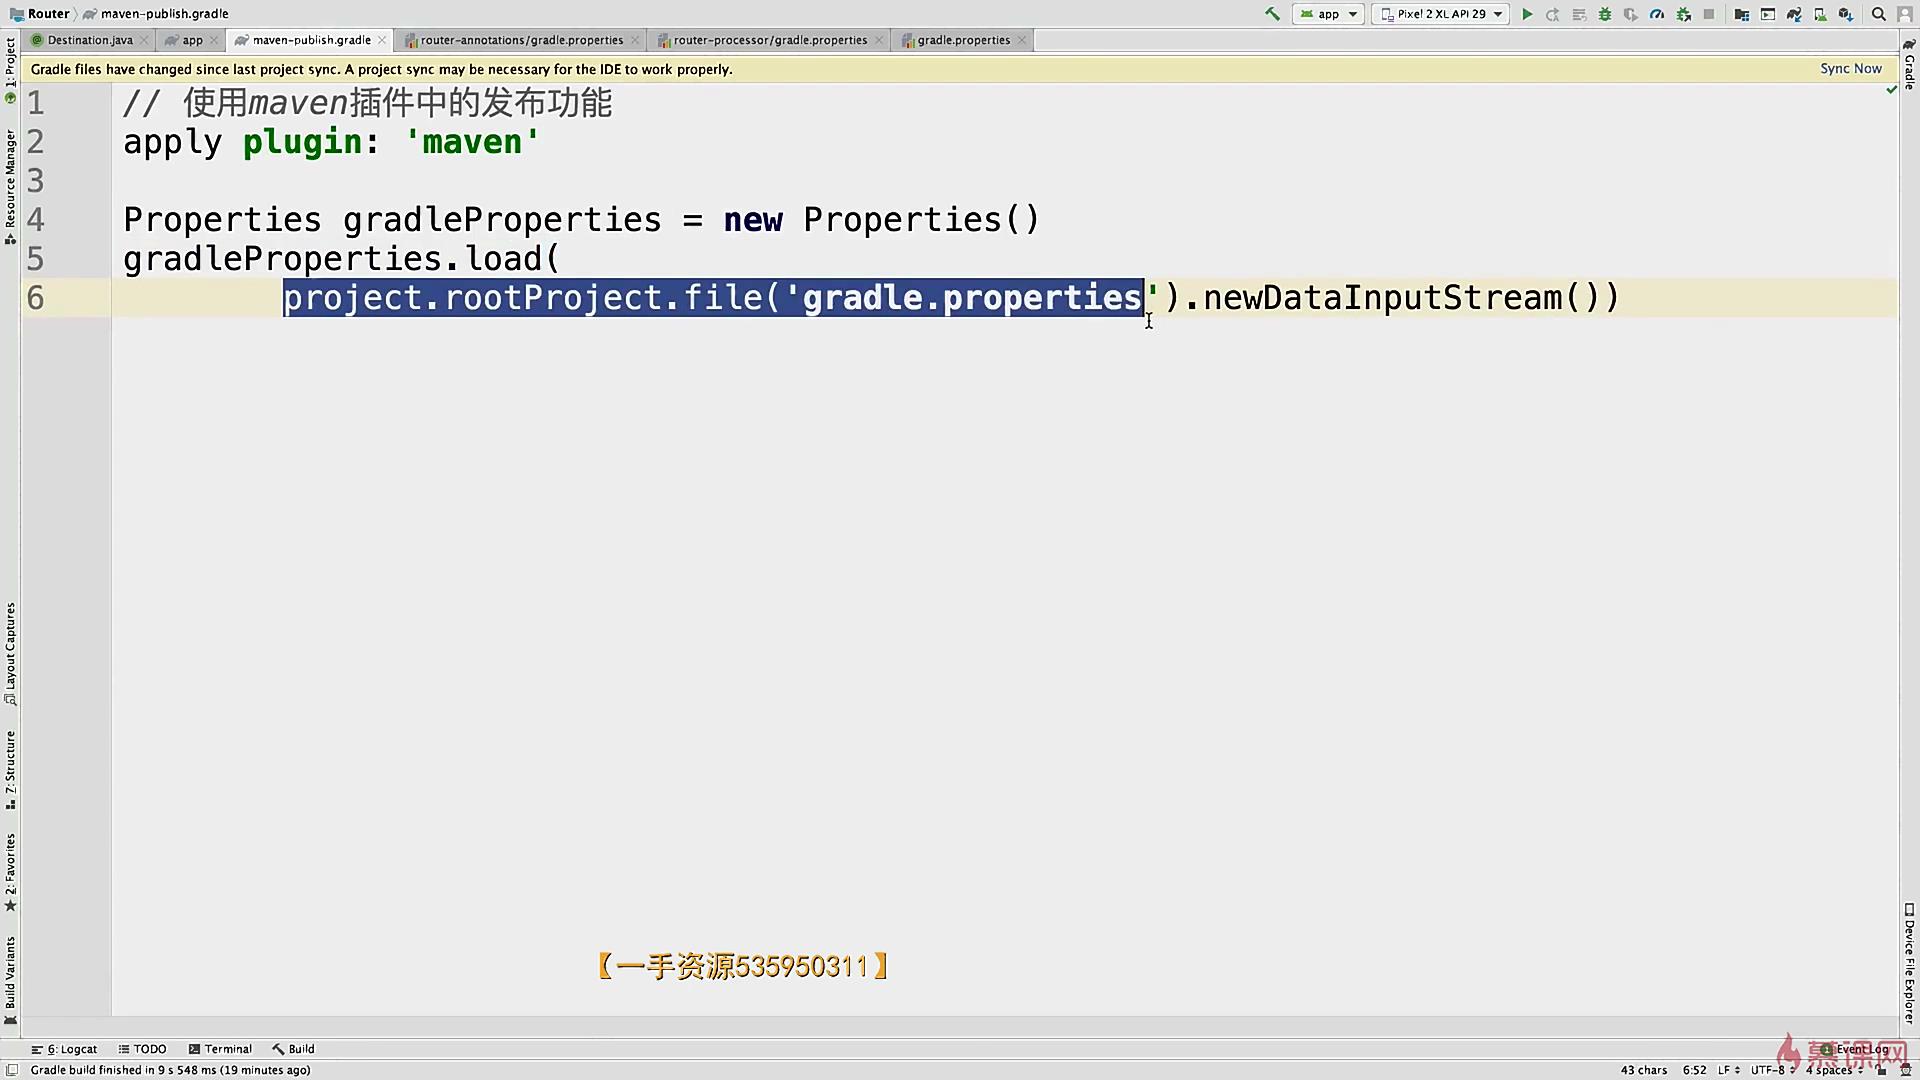 Router maven-publish.gradle
app Pixel 2 XL API 29
Destination.java app maven-publish.gradle router-annotations/gradle.properties router-processor/gradle.properties gradle.properties
Gradle files have changed since last project sync. A project sync may be necessary for the IDE to work properly. Sync Now
1 // 使用maven插件中的发布功能
2 apply plugin: 'maven'
3
4 Properties gradleProperties = new Properties()
5 gradleProperties.load(
6 project.rootProject.file('gradle.properties').newDataInputStream())
1: Project
Resource Manager
Layout Captures
7: Structure
2: Favorites
Build Variants
Gradle
Device File Explorer
【一手资源535950311】
6: Logcat TODO Terminal Build Event Log
慕课网
Gradle build finished in 9 s 548 ms (19 minutes ago) 43 chars 6:52 LF UTF-8 4 spaces